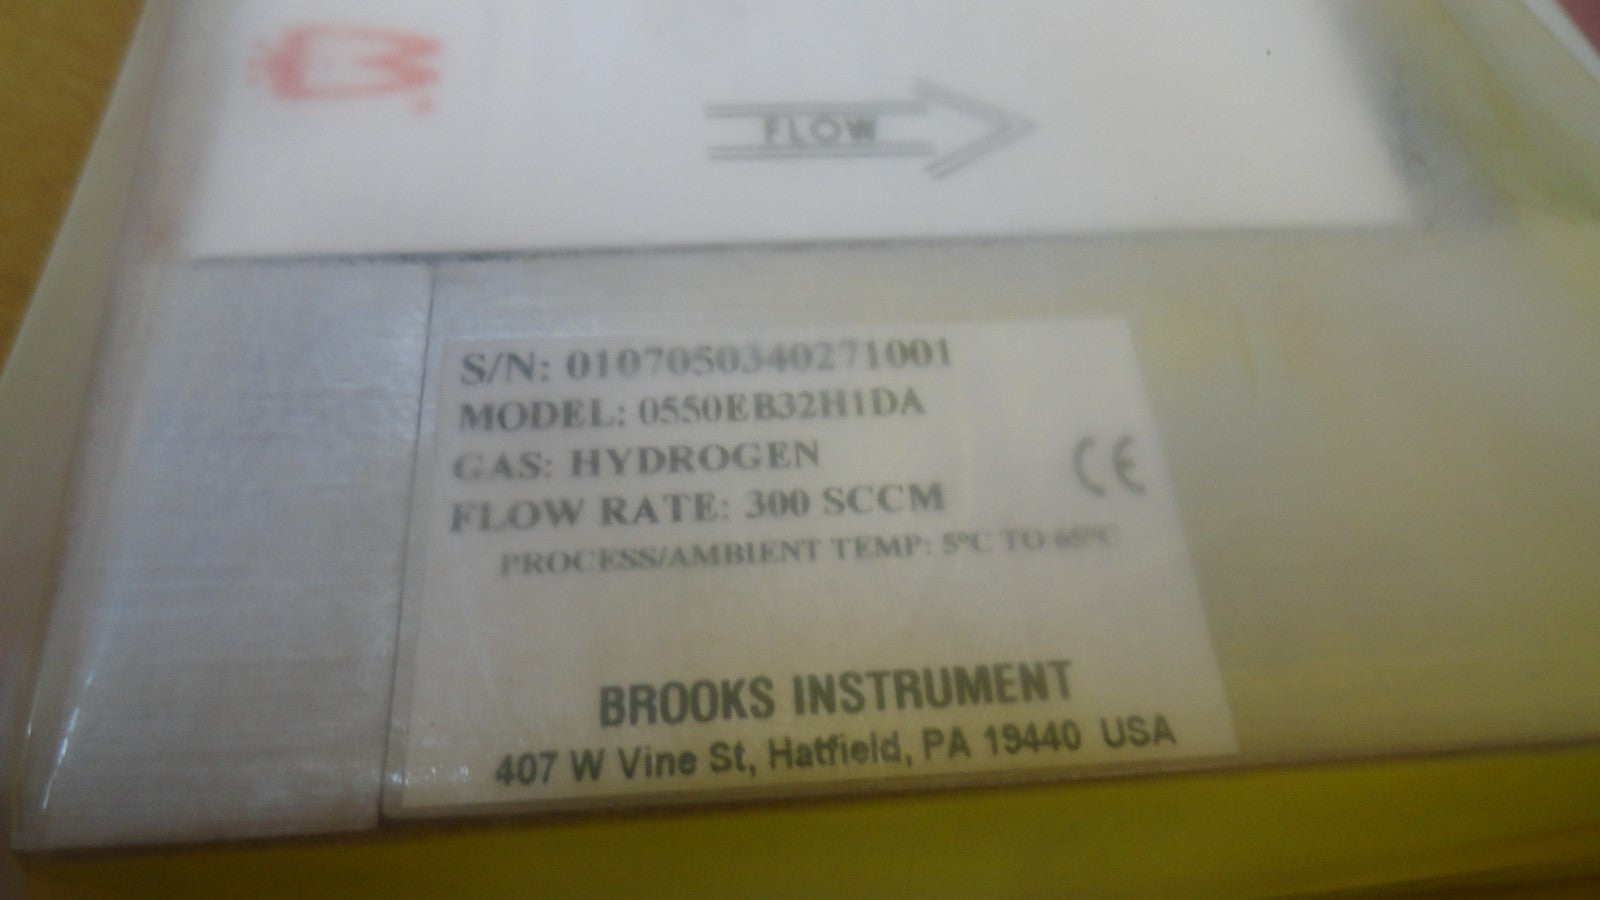 B
FLOW
S/N: 0107050340271001
MODEL: 0550EB32H1DA
GAS: HYDROGEN
FLOW RATE: 300 SCCM
PROCESS/AMBIENT TEMP: 5°C TO 65°C
CE
BROOKS INSTRUMENT
407 W Vine St, Hatfield, PA 19440 USA